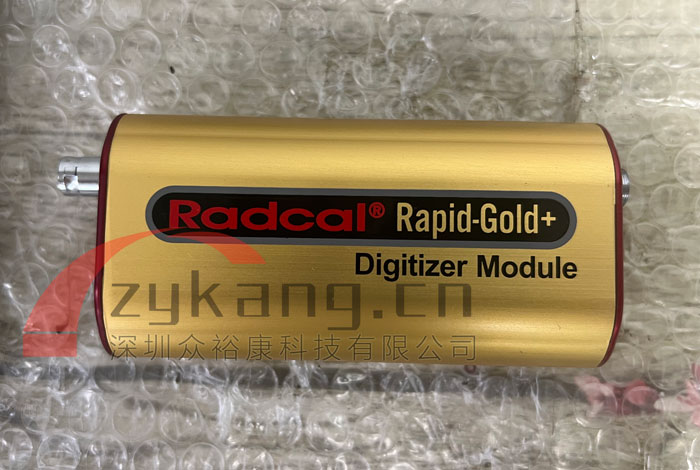 Radcal® Rapid-Gold+
Digitizer Module
zykang.cn
深圳众裕康科技有限公司